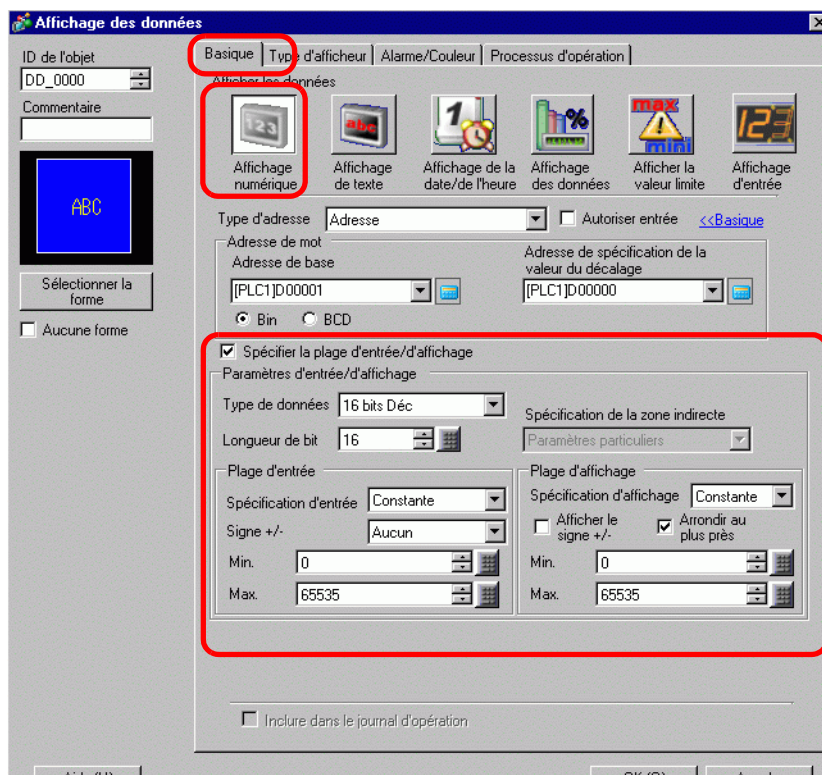 Affichage des données
ID de l'objet
DD_0000
Commentaire
ABC
Sélectionner la
forme
Aucune forme
Basique
Type d'afficheur
Alarme/Couleur
Processus d'opération
Afficher les données
123
abc
1
%
max
mini
123
Affichage
numérique
Affichage
de texte
Affichage de la
date/de l'heure
Affichage
des données
Afficher la
valeur limite
Affichage
d'entrée
Type d'adresse
Adresse
Autoriser entrée
<<Basique
Adresse de mot
Adresse de base
[PLC1]D00001
Adresse de spécification de la
valeur du décalage
[PLC1]D00000
Bin
BCD
Spécifier la plage d'entrée/d'affichage
Paramètres d'entrée/d'affichage
Type de données
16 bits Déc
Longueur de bit
16
Spécification de la zone indirecte
Paramètres particuliers
Plage d'entrée
Spécification d'entrée
Constante
Signe +/-
Aucun
Min.
0
Max.
65535
Plage d'affichage
Spécification d'affichage
Constante
Afficher le
signe +/-
Arrondir au
plus près
Min.
0
Max.
65535
Inclure dans le journal d'opération